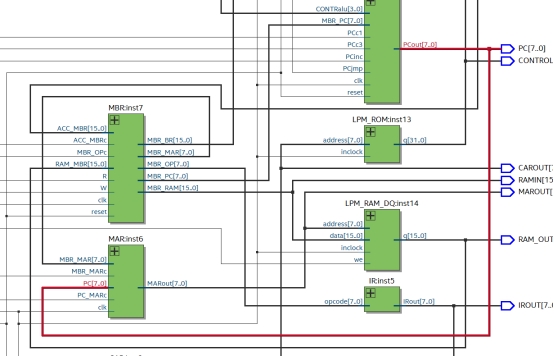 CONTRalu[3..0]
MBR_PC[7..0]
PCc1
PCc3
PCinc
PCjmp
clk
reset
PCout[7..0]
PC[7..0]
CONTROL
MBR:inst7
ACC_MBR[15..0]
ACC_MBRc
MBR_OPc
RAM_MBR[15..0]
R
W
clk
reset
MBR_BR[15..0]
MBR_MAR[7..0]
MBR_OP[7..0]
MBR_PC[7..0]
MBR_RAM[15..0]
LPM_ROM:inst13
address[7..0]
inclock
q[31..0]
CAROUT[7
RAMIN[15
MAROUT[
LPM_RAM_DQ:inst14
address[7..0]
data[15..0]
inclock
we
q[15..0]
RAM_OUT
MAR:inst6
MBR_MAR[7..0]
MBR_MARc
PC[7..0]
PC_MARc
clk
MARout[7..0]
IR:inst5
opcode[7..0]
IRout[7..0]
IROUT[7..